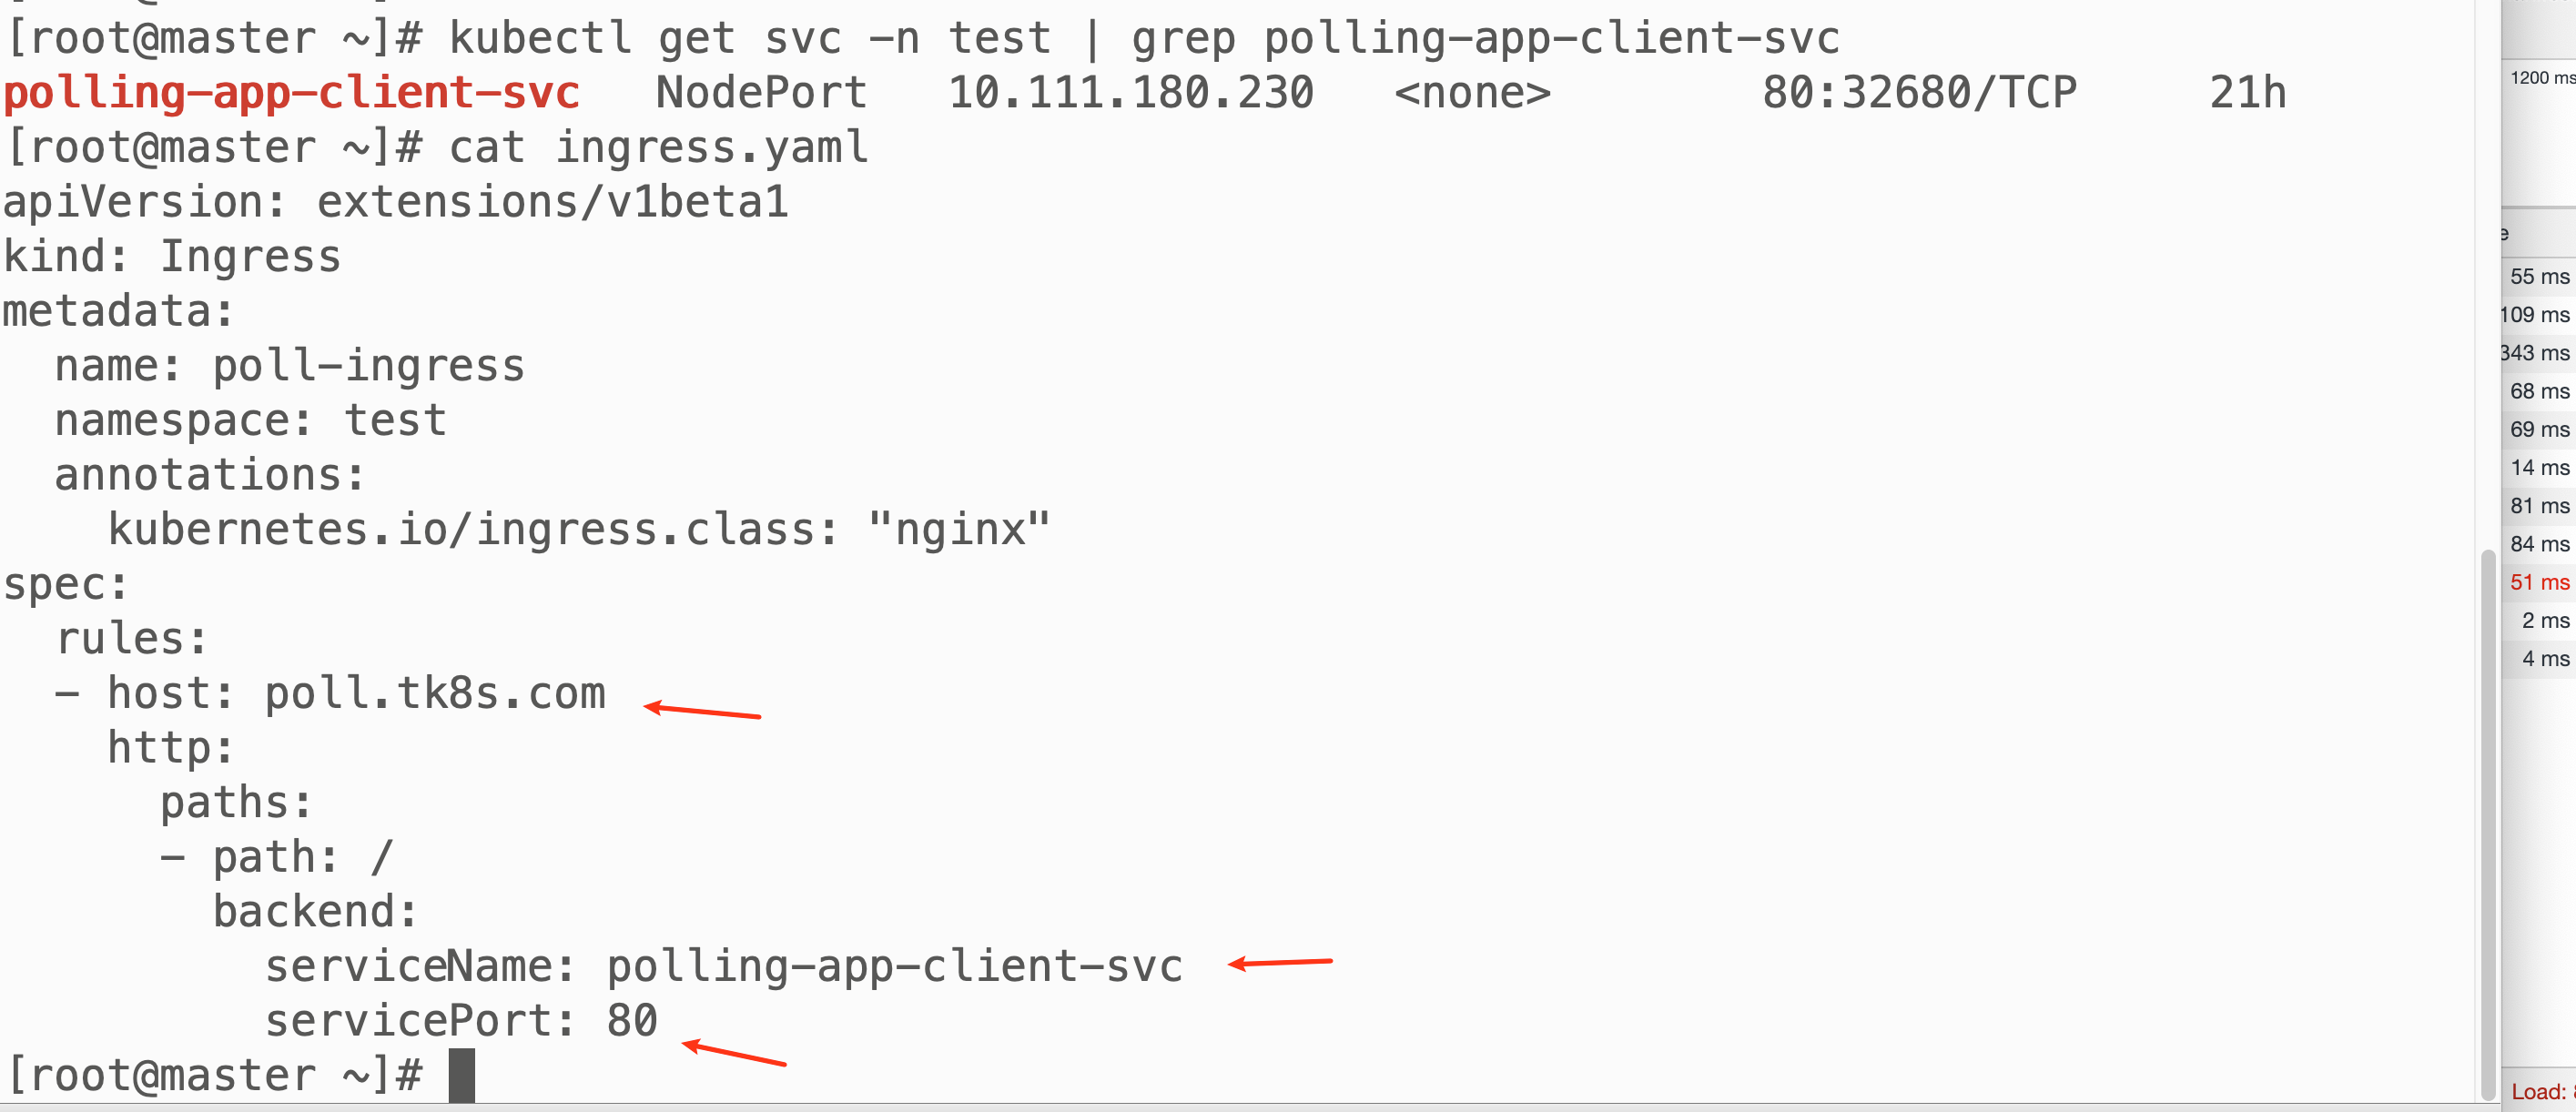 [root@master ~]# kubectl get svc -n test | grep polling-app-client-svc
polling-app-client-svc   NodePort   10.111.180.230   <none>        80:32680/TCP     21h
[root@master ~]# cat ingress.yaml
apiVersion: extensions/v1beta1
kind: Ingress
metadata:
  name: poll-ingress
  namespace: test
  annotations:
    kubernetes.io/ingress.class: "nginx"
spec:
  rules:
  - host: poll.tk8s.com
    http:
      paths:
      - path: /
        backend:
          serviceName: polling-app-client-svc
          servicePort: 80
[root@master ~]#
1200 ms
55 ms
109 ms
343 ms
68 ms
69 ms
14 ms
81 ms
84 ms
51 ms
2 ms
4 ms
Load: